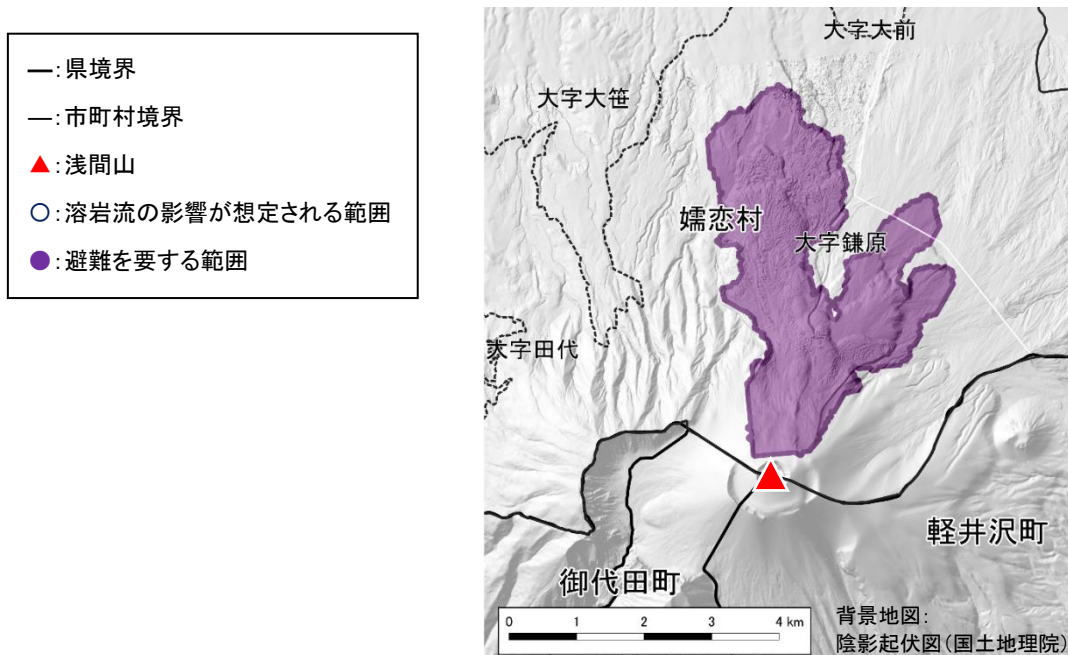 ━:県境界
—:市町村境界
▲:浅間山
○:溶岩流の影響が想定される範囲
●:避難を要する範囲
大字大前
大字大笹
嬬恋村
大字鎌原
大字田代
軽井沢町
御代田町
0 1 2 3 4 km
背景地図:
陰影起伏図(国土地理院)